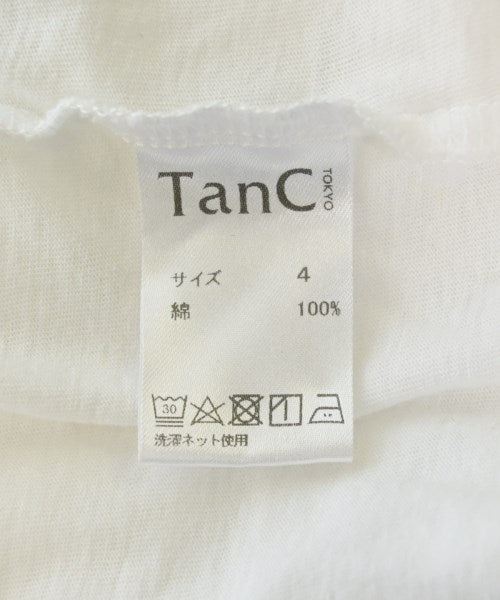 TanC TOKYO
サイズ 4
綿 100%
30
洗濯ネット使用